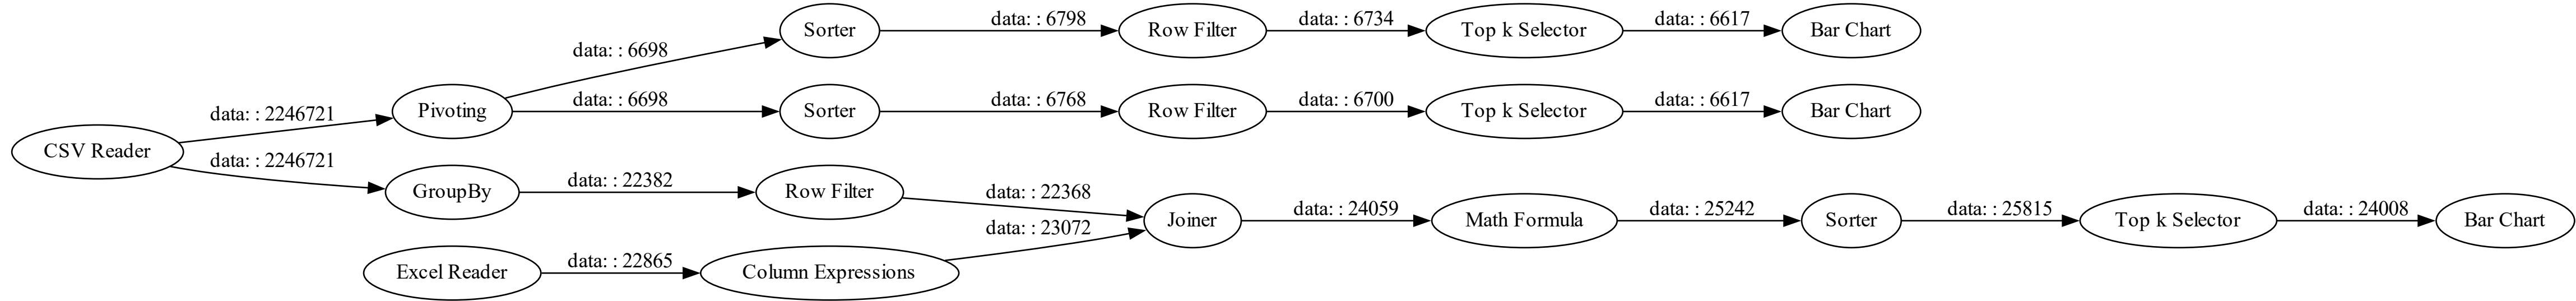 Sorter
data: : 6798
Row Filter
data: : 6734
Top k Selector
data: : 6617
Bar Chart
data: : 6698
CSV Reader
data: : 2246721
Pivoting
data: : 6698
Sorter
data: : 6768
Row Filter
data: : 6700
Top k Selector
data: : 6617
Bar Chart
data: : 2246721
GroupBy
data: : 22382
Row Filter
data: : 22368
Excel Reader
data: : 22865
Column Expressions
data: : 23072
Joiner
data: : 24059
Math Formula
data: : 25242
Sorter
data: : 25815
Top k Selector
data: : 24008
Bar Chart